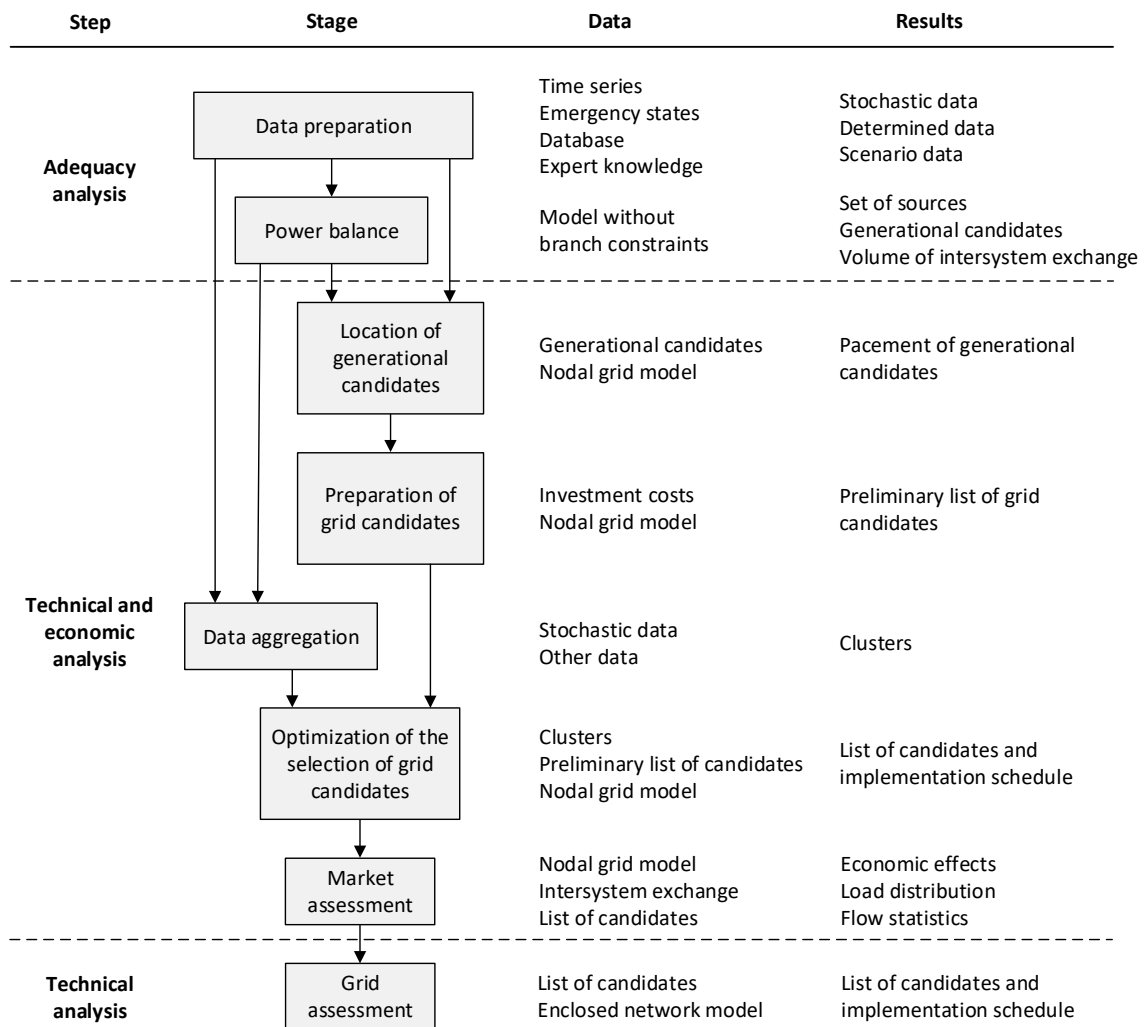 Step
Stage
Data
Results
Adequacy
analysis
Data preparation
Time series
Emergency states
Database
Expert knowledge
Stochastic data
Determined data
Scenario data
Power balance
Model without
branch constraints
Set of sources
Generational candidates
Volume of intersystem exchange
Technical and
economic
analysis
Location of
generational
candidates
Generational candidates
Nodal grid model
Pacement of generational
candidates
Preparation of
grid candidates
Investment costs
Nodal grid model
Preliminary list of grid
candidates
Data aggregation
Stochastic data
Other data
Clusters
Optimization of the
selection of grid
candidates
Clusters
Preliminary list of candidates
Nodal grid model
List of candidates and
implementation schedule
Market
assessment
Nodal grid model
Intersystem exchange
List of candidates
Economic effects
Load distribution
Flow statistics
Technical
analysis
Grid
assessment
List of candidates
Enclosed network model
List of candidates and
implementation schedule